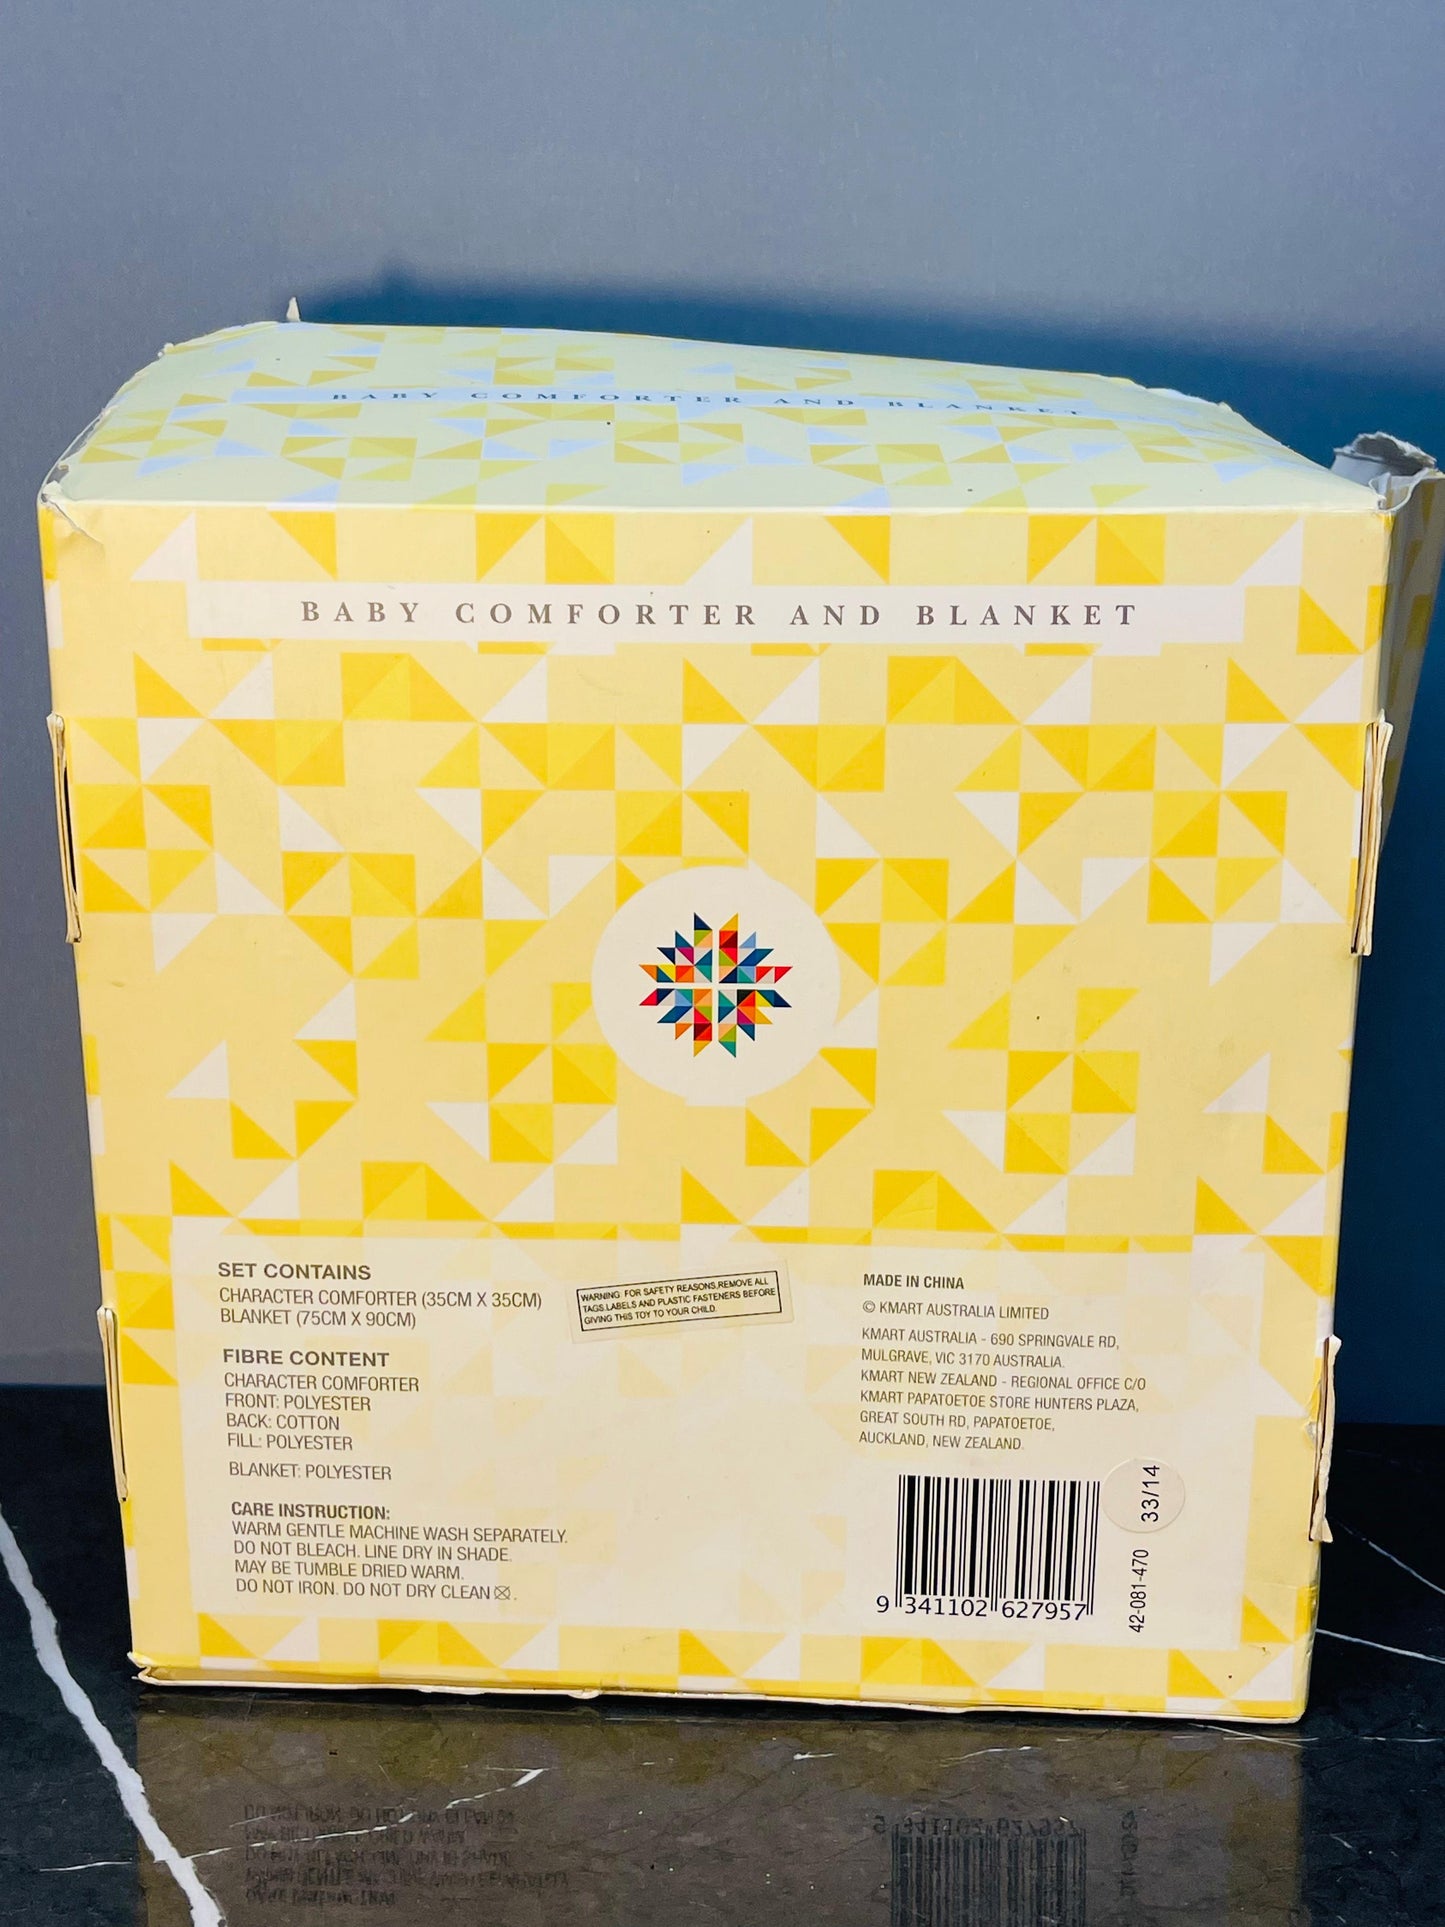 BABY COMFORTER AND BLANKET
BABY COMFORTER AND BLANKET
SET CONTAINS
CHARACTER COMFORTER (35CM X 35CM)
BLANKET (75CM X 90CM)
FIBRE CONTENT
CHARACTER COMFORTER
FRONT: POLYESTER
BACK: COTTON
FILL: POLYESTER
BLANKET: POLYESTER
CARE INSTRUCTION:
WARM GENTLE MACHINE WASH SEPARATELY.
DO NOT BLEACH. LINE DRY IN SHADE.
MAY BE TUMBLE DRIED WARM.
DO NOT IRON. DO NOT DRY CLEAN.
WARNING: FOR SAFETY REASONS,REMOVE ALL
TAGS,LABELS AND PLASTIC FASTENERS BEFORE
GIVING THIS TOY TO YOUR CHILD.
MADE IN CHINA
© KMART AUSTRALIA LIMITED
KMART AUSTRALIA - 690 SPRINGVALE RD,
MULGRAVE, VIC 3170 AUSTRALIA.
KMART NEW ZEALAND - REGIONAL OFFICE C/O
KMART PAPATOETOE STORE HUNTERS PLAZA,
GREAT SOUTH RD, PAPATOETOE,
AUCKLAND, NEW ZEALAND.
9 341102 627957
42-081-470
33/14